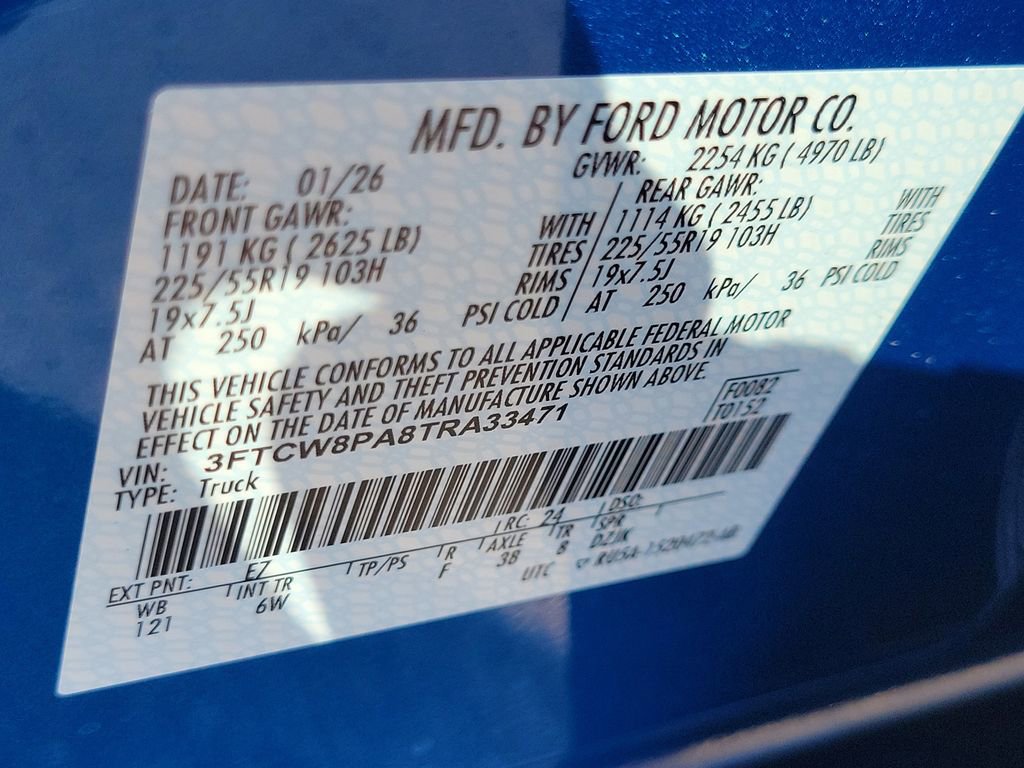 MFD. BY FORD MOTOR CO.
DATE: 01/26 GVWR: 2254 KG ( 4970 LB)
FRONT GAWR: REAR GAWR:
1191 KG ( 2625 LB) WITH 1114 KG ( 2455 LB) WITH
225/55R19 103H TIRES 225/55R19 103H TIRES
19x7.5J RIMS 19x7.5J RIMS
AT 250 kPa/ 36 PSI COLD AT 250 kPa/ 36 PSI COLD
THIS VEHICLE CONFORMS TO ALL APPLICABLE FEDERAL MOTOR
VEHICLE SAFETY AND THEFT PREVENTION STANDARDS IN
EFFECT ON THE DATE OF MANUFACTURE SHOWN ABOVE.
F0082
T0152
VIN: 3FTCW8PA8TRA33471
TYPE: Truck
EXT PNT: EZ RC: 24 DSO:
WB INT TR TP/PS R AXLE TR SPR
121 6W F 38 8 DZJK
UTC